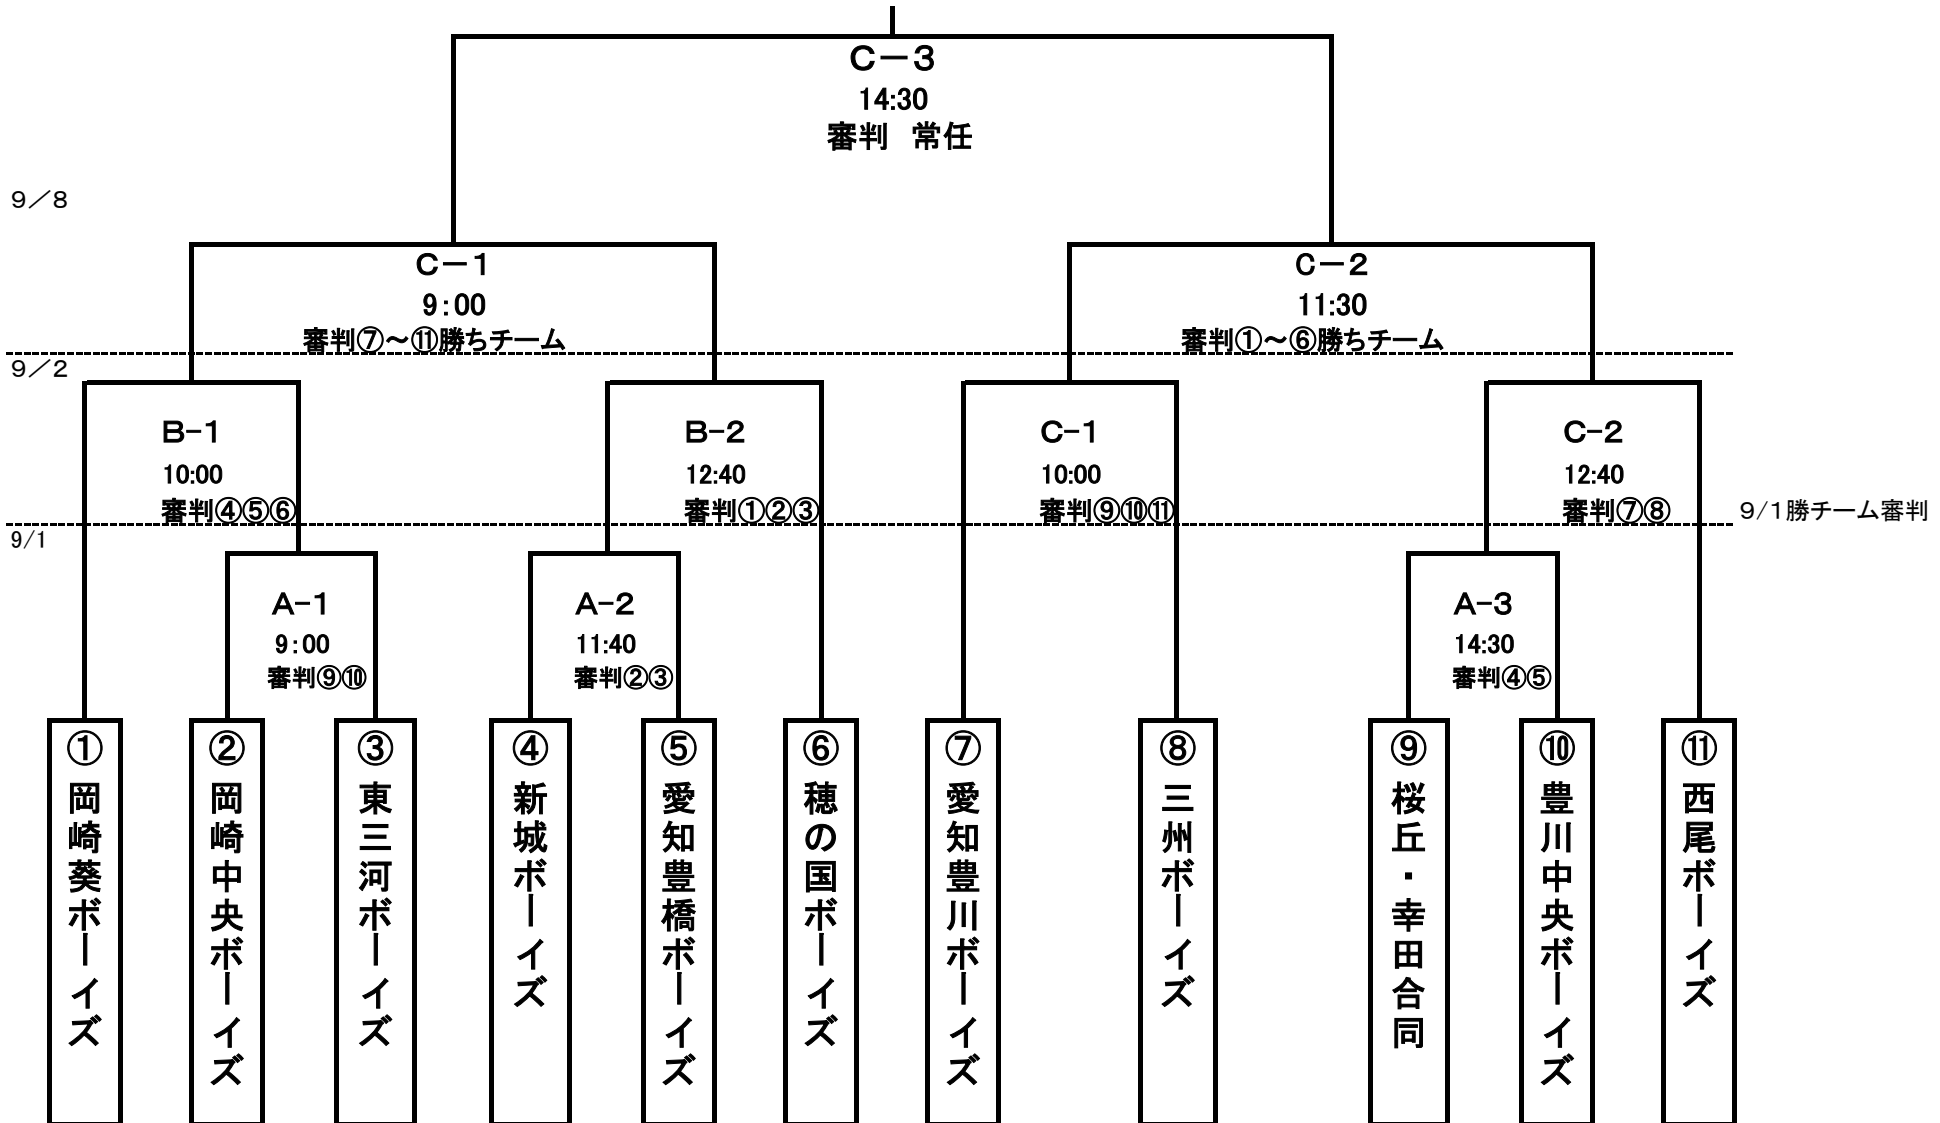 C－3
14:30
審判　常任
9／8
C－1
9：00
審判⑦～⑪勝ちチーム
C－2
11:30
審判①～⑥勝ちチーム
9／2
B-1
10:00
審判④⑤⑥
B-2
12:40
審判①②③
C-1
10:00
審判⑨⑩⑪
C-2
12:40
審判⑦⑧
9/1勝チーム審判
9/1
A-1
9：00
審判⑨⑩
A-2
11:40
審判②③
A-3
14:30
審判④⑤
①岡崎葵ボーイズ
②岡崎中央ボーイズ
③東三河ボーイズ
④新城ボーイズ
⑤愛知豊橋ボーイズ
⑥穂の国ボーイズ
⑦愛知豊川ボーイズ
⑧三州ボーイズ
⑨桜丘・幸田合同
⑩豊川中央ボーイズ
⑪西尾ボーイズ